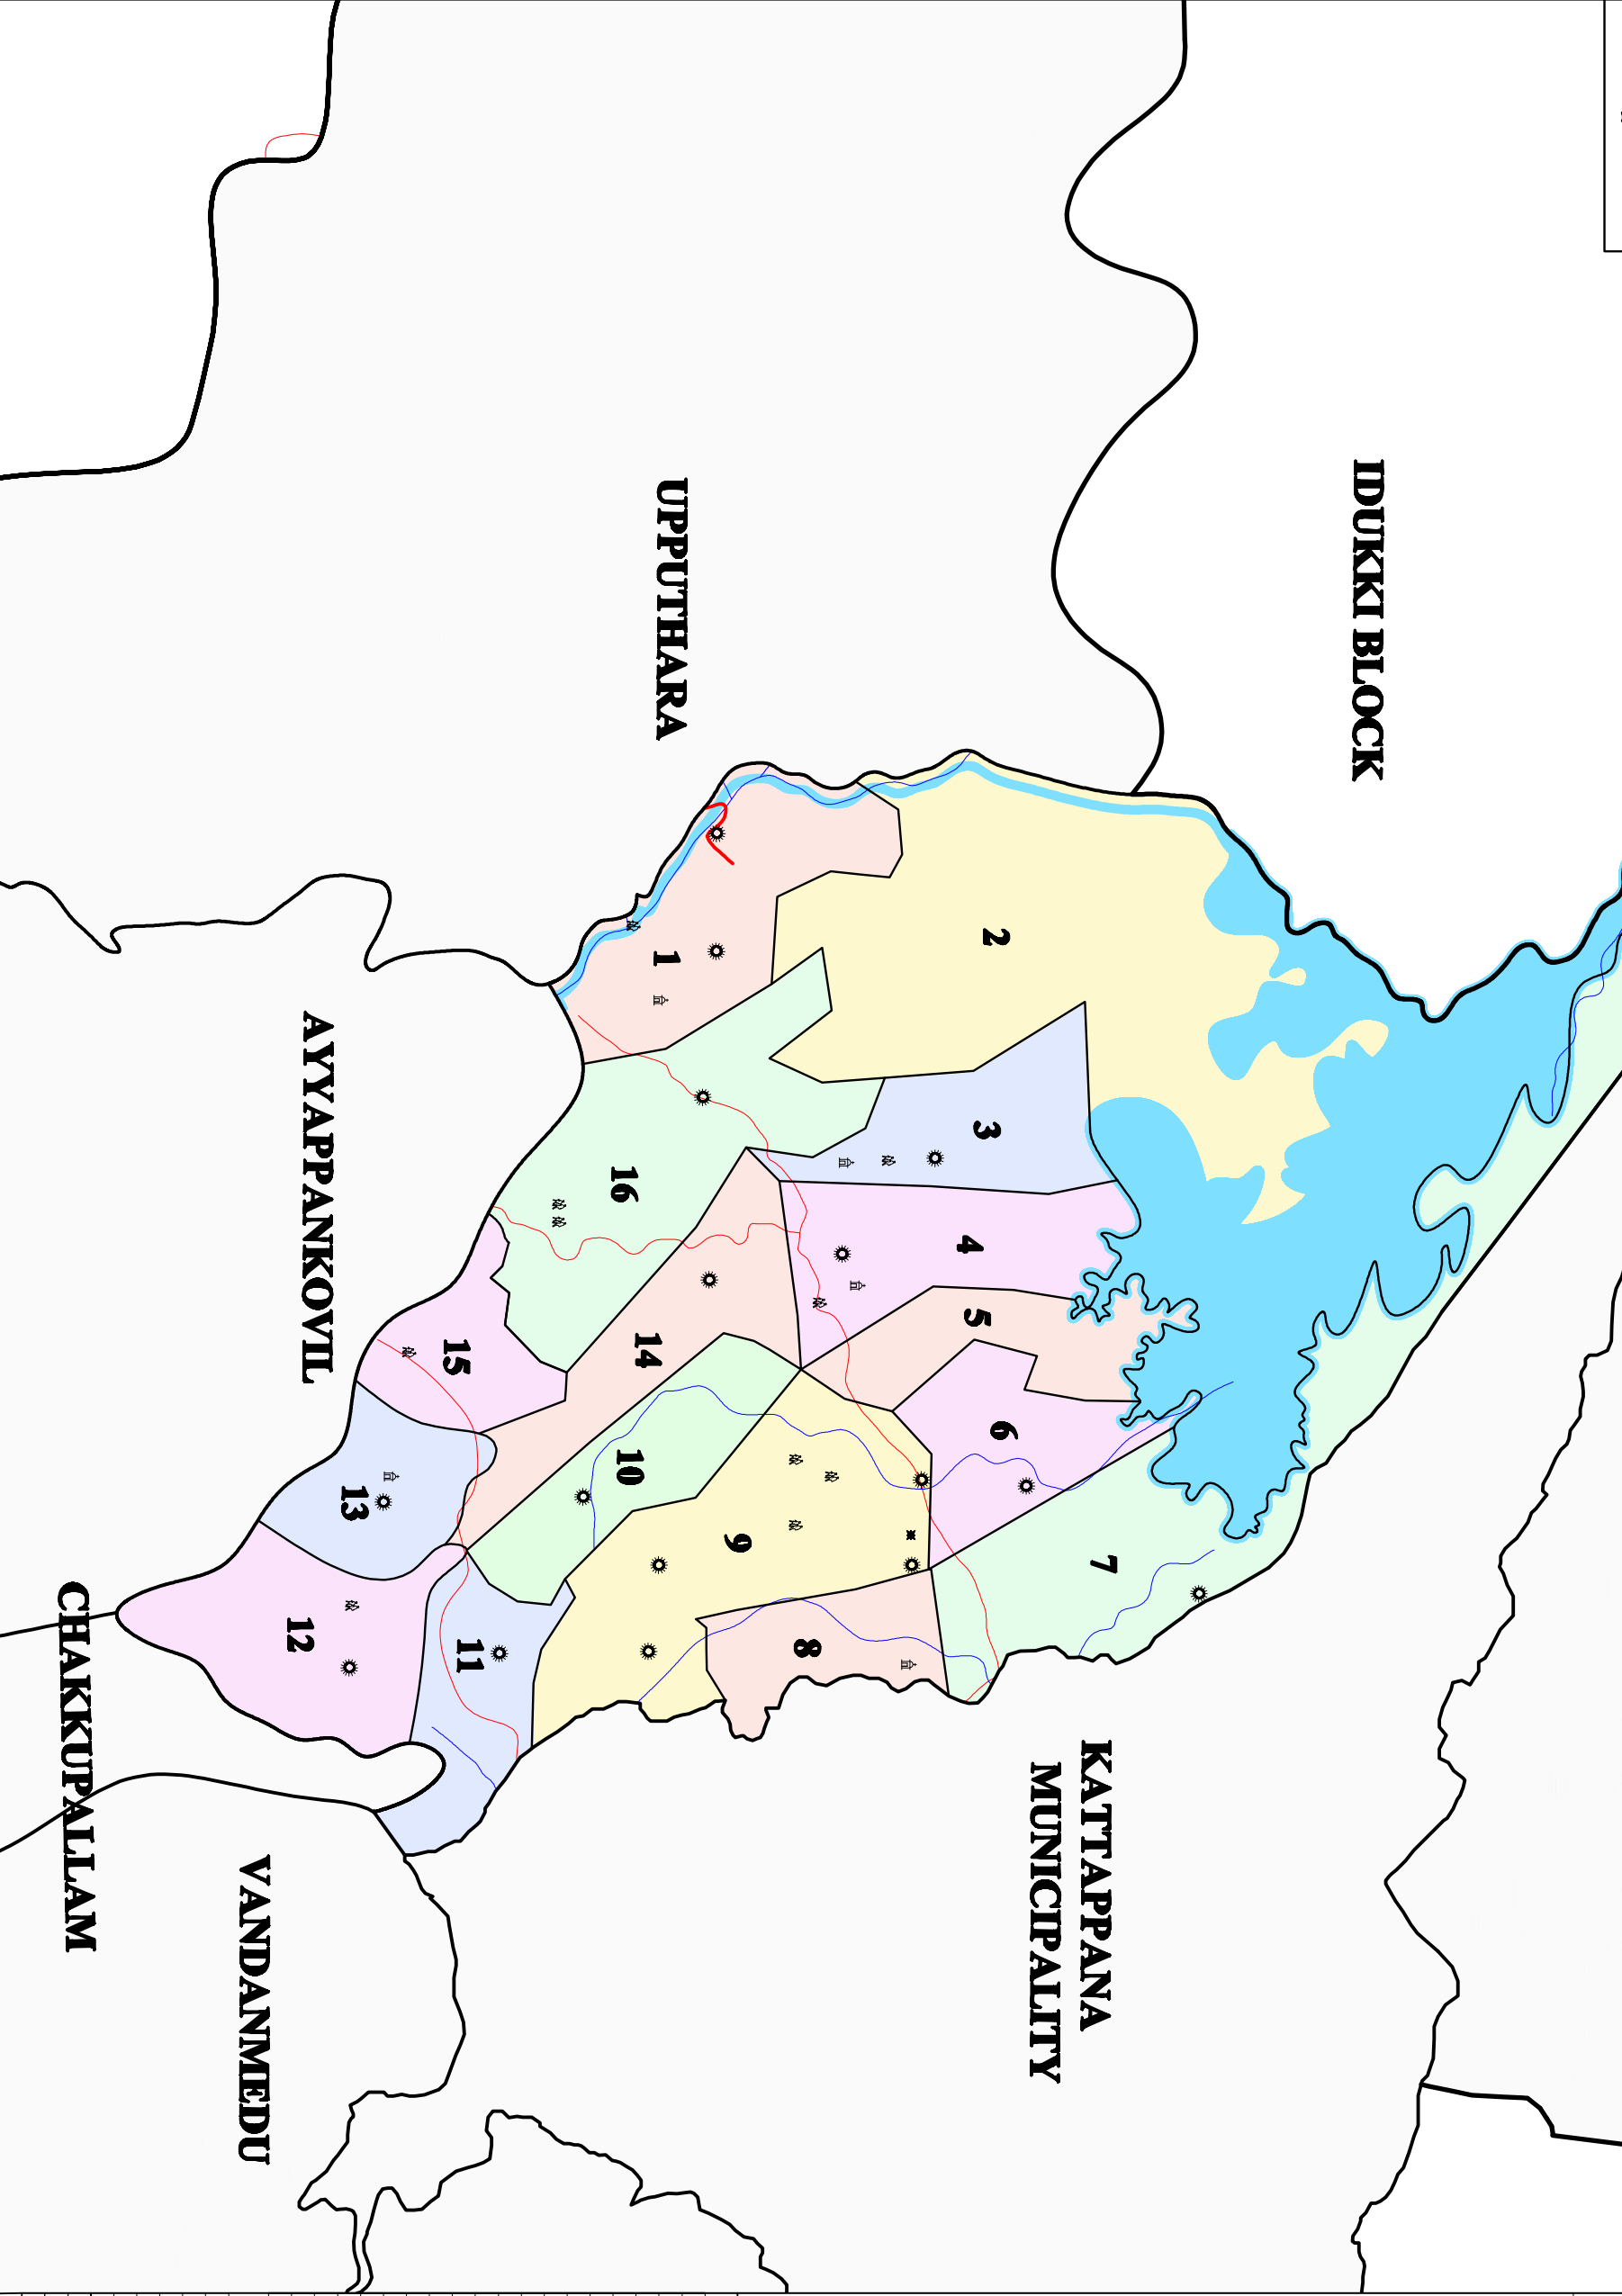 IDUKKI BLOCK
UPPUTHARA
AYYAPPANKOVIL
CHAKKUPALLAM
VANDANMEDU
KATTAPPANA
MUNICIPALITY
1
2
3
4
5
6
7
8
9
10
11
12
13
14
15
16